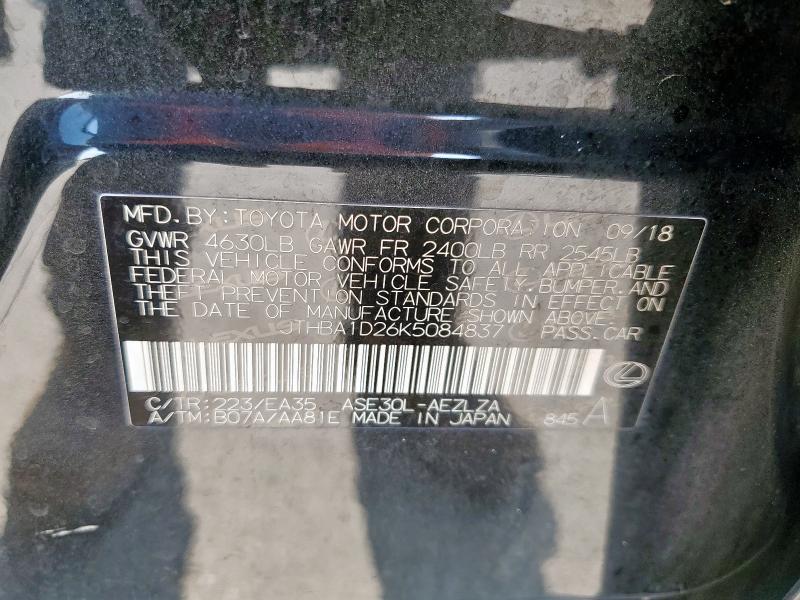 MFD. BY: TOYOTA MOTOR CORPORATION 09/18
GVWR 4630LB GAWR FR 2400LB RR 2545LB
THIS VEHICLE CONFORMS TO ALL APPLICABLE
FEDERAL MOTOR VEHICLE SAFETY, BUMPER, AND
THEFT PREVENTION STANDARDS IN EFFECT ON
THE DATE OF MANUFACTURE SHOWN ABOVE.
JTHBA1D26K5084837 PASS.CAR
C/TR:223/EA35 ASE30L-AEZLZA
A/TM:B07A/AA81E MADE IN JAPAN 845 A